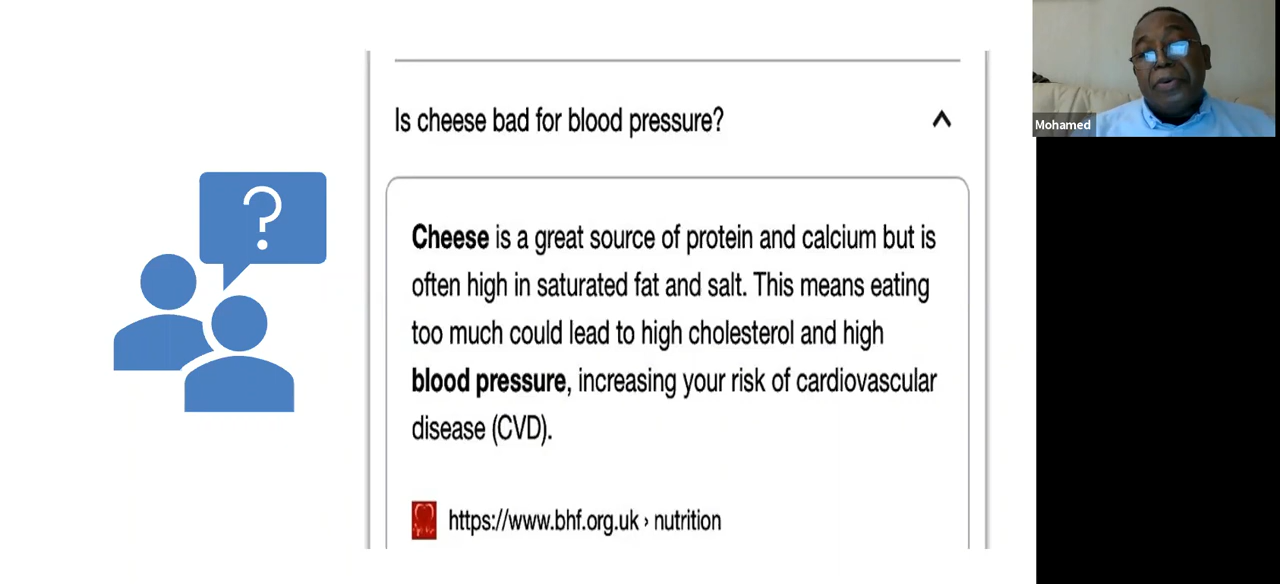 Is cheese bad for blood pressure?
?
Cheese is a great source of protein and calcium but is
often high in saturated fat and salt. This means eating
too much could lead to high cholesterol and high
blood pressure, increasing your risk of cardiovascular
disease (CVD).
https://www.bhf.org.uk › nutrition
Mohamed